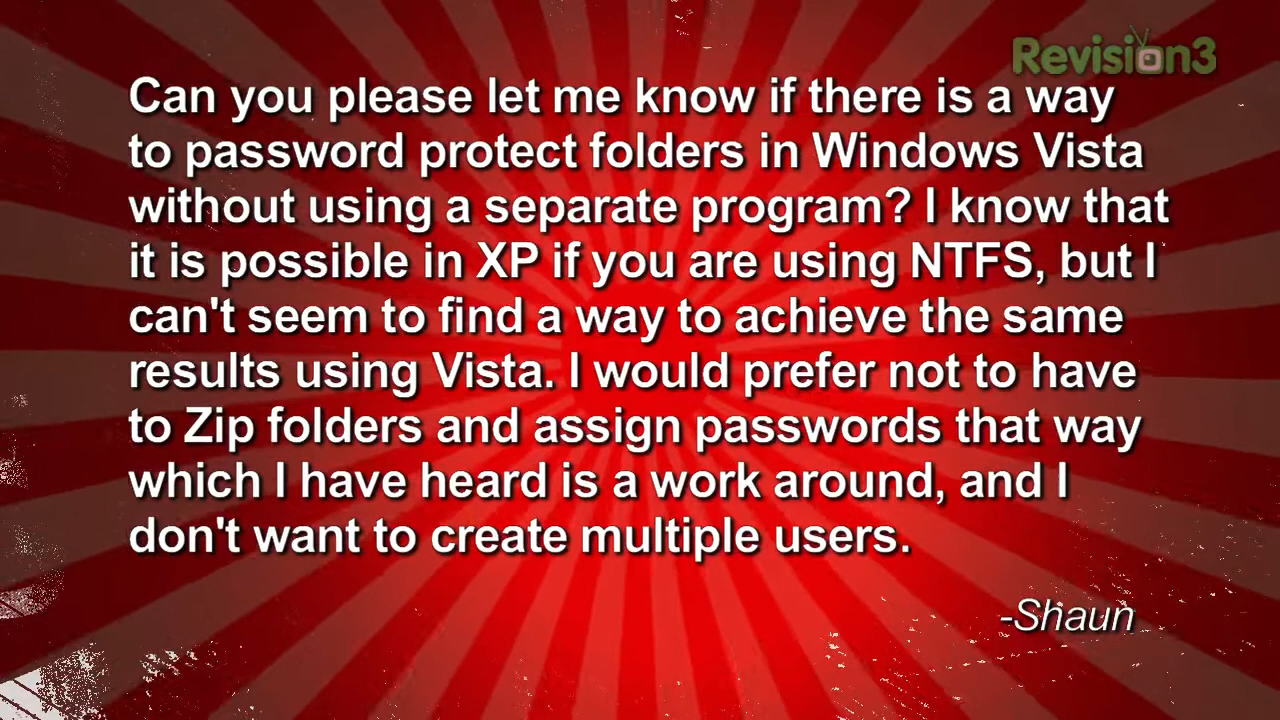 Revision3
Can you please let me know if there is a way
to password protect folders in Windows Vista
without using a separate program? I know that
it is possible in XP if you are using NTFS, but I
can't seem to find a way to achieve the same
results using Vista. I would prefer not to have
to Zip folders and assign passwords that way
which I have heard is a work around, and I
don't want to create multiple users.
-Shaun